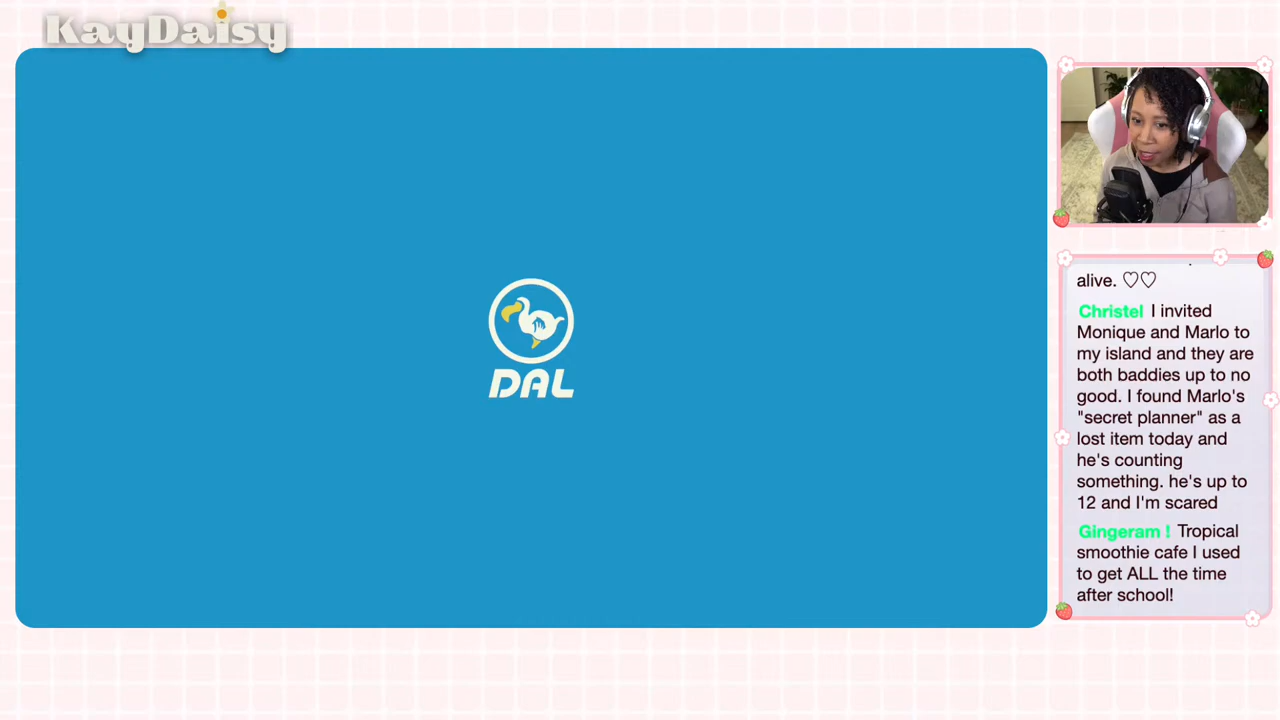 KayDaisy
DAL
alive. ♡♡
Christel I invited
Monique and Marlo to
my island and they are
both baddies up to no
good. I found Marlo's
"secret planner" as a
lost item today and
he's counting
something. he's up to
12 and I'm scared
Gingeram ! Tropical
smoothie cafe I used
to get ALL the time
after school!